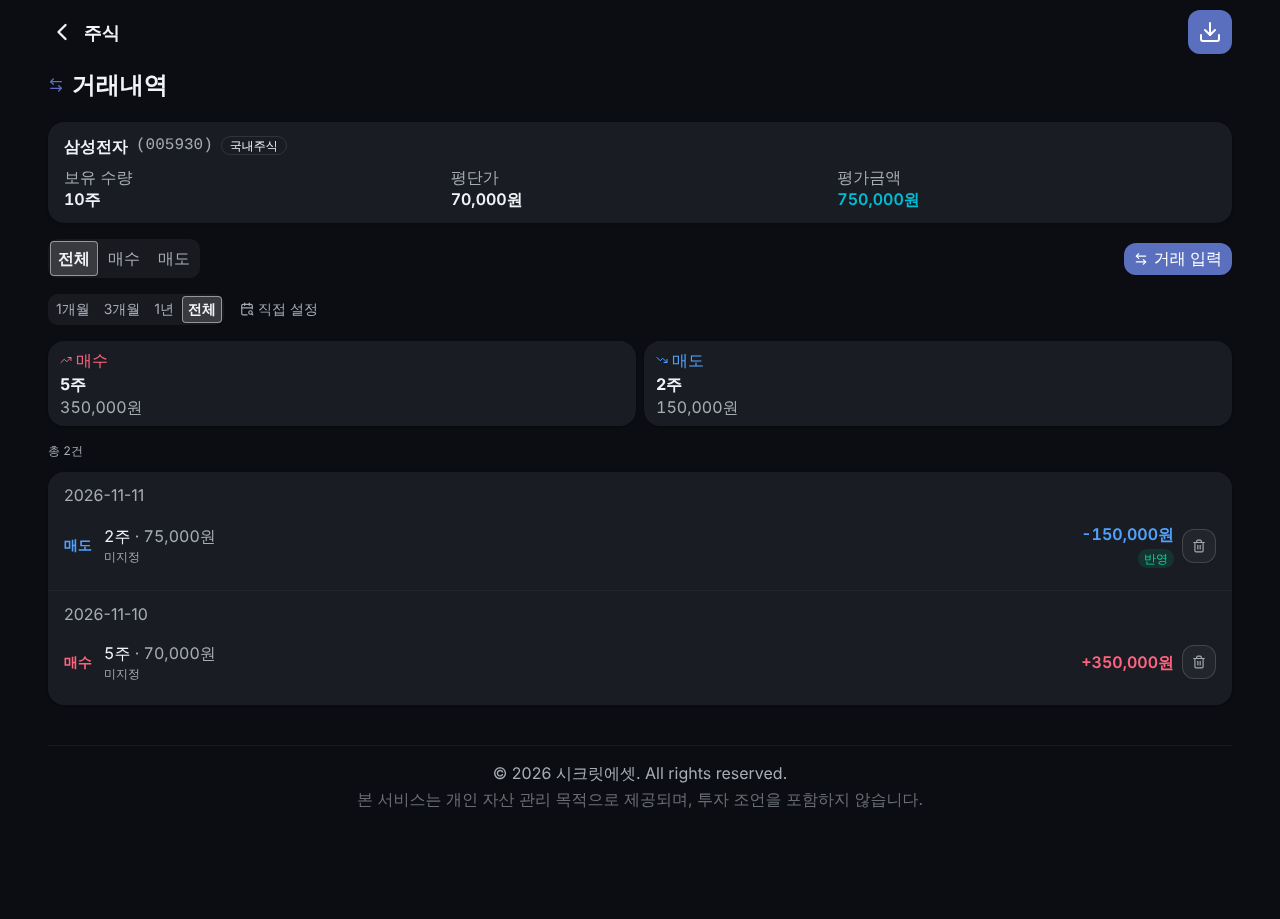 주식
거래내역
삼성전자 (005930) 국내주식
보유 수량
10주
평단가
70,000원
평가금액
750,000원
전체 매수 매도
거래 입력
1개월 3개월 1년 전체 직접 설정
매수
5주
350,000원
매도
2주
150,000원
총 2건
2026-11-11
매도
2주 · 75,000원
미지정
-150,000원
반영
2026-11-10
매수
5주 · 70,000원
미지정
+350,000원
© 2026 시크릿에셋. All rights reserved.
본 서비스는 개인 자산 관리 목적으로 제공되며, 투자 조언을 포함하지 않습니다.